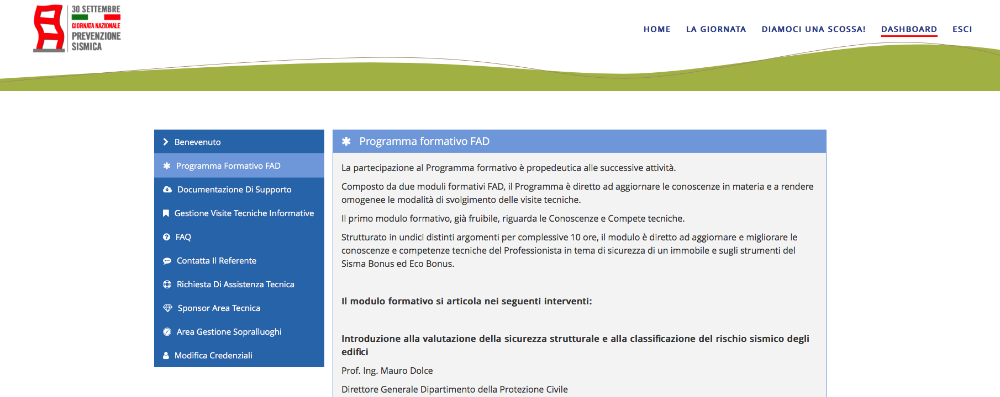 30 SETTEMBRE
GIORNATA NAZIONALE
PREVENZIONE
SISMICA
HOME
LA GIORNATA
DIAMOCI UNA SCOSSA!
DASHBOARD
ESCI
Benevenuto
Programma Formativo FAD
Documentazione Di Supporto
Gestione Visite Tecniche Informative
FAQ
Contatta Il Referente
Richiesta Di Assistenza Tecnica
Sponsor Area Tecnica
Area Gestione Sopralluoghi
Modifica Credenziali
Programma formativo FAD
La partecipazione al Programma formativo è propedeutica alle successive attività.
Composto da due moduli formativi FAD, il Programma è diretto ad aggiornare le conoscenze in materia e a rendere
omogenee le modalità di svolgimento delle visite tecniche.
Il primo modulo formativo, già fruibile, riguarda le Conoscenze e Compete tecniche.
Strutturato in undici distinti argomenti per complessive 10 ore, il modulo è diretto ad aggiornare e migliorare le
conoscenze e competenze tecniche del Professionista in tema di sicurezza di un immobile e sugli strumenti del
Sisma Bonus ed Eco Bonus.
Il modulo formativo si articola nei seguenti interventi:
Introduzione alla valutazione della sicurezza strutturale e alla classificazione del rischio sismico degli
edifici
Prof. Ing. Mauro Dolce
Direttore Generale Dipartimento della Protezione Civile